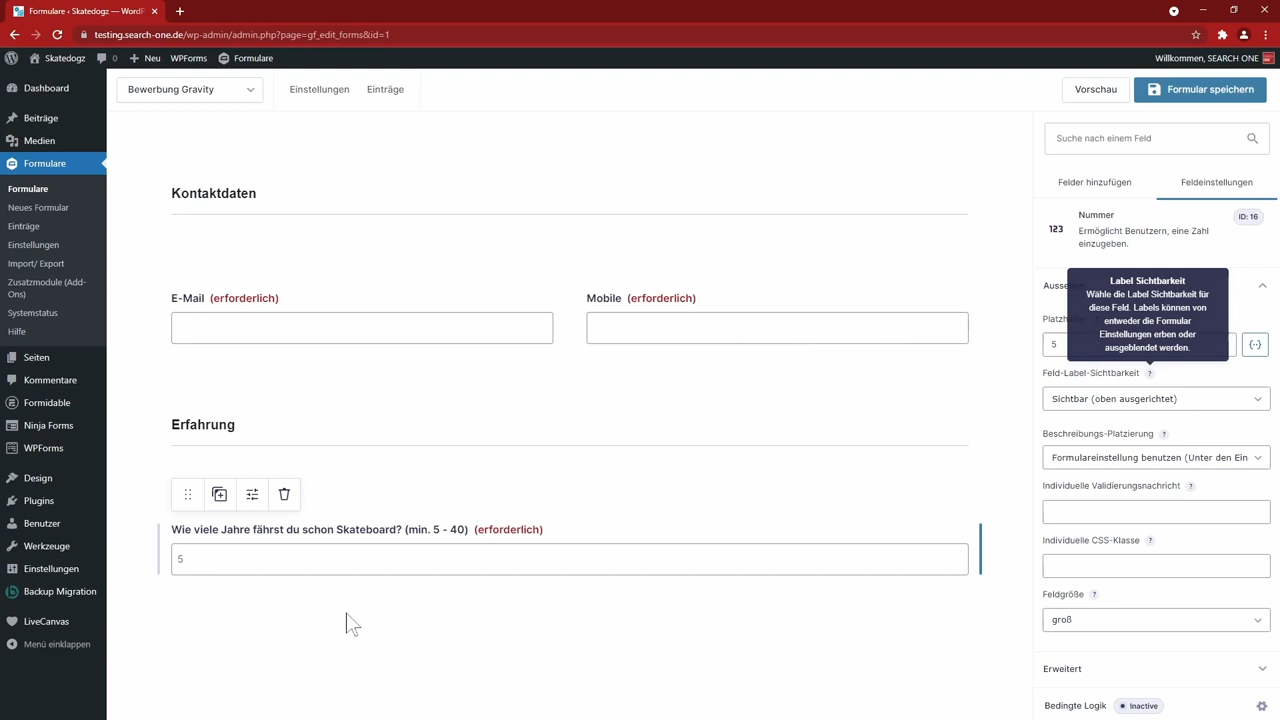 Formulare ‹ Skatedogz — WordP
testing.search-one.de/wp-admin/admin.php?page=gf_edit_forms&id=1
Skatedogz
0
Neu
WPForms
Formulare
Willkommen, SEARCH ONE
Dashboard
Beiträge
Medien
Formulare
Formulare
Neues Formular
Einträge
Einstellungen
Import/ Export
Zusatzmodule (Add-
Ons)
Systemstatus
Hilfe
Seiten
Kommentare
Formidable
Ninja Forms
WPForms
Design
Plugins
Benutzer
Werkzeuge
Einstellungen
Backup Migration
LiveCanvas
Menü einklappen
Bewerbung Gravity
Einstellungen
Einträge
Vorschau
Formular speichern
Kontaktdaten
E-Mail (erforderlich)
Mobile (erforderlich)
Erfahrung
Wie viele Jahre fährst du schon Skateboard? (min. 5 - 40) (erforderlich)
5
Suche nach einem Feld
Felder hinzufügen
Feldeinstellungen
123
Nummer
ID: 16
Ermöglicht Benutzern, eine Zahl
einzugeben.
Label Sichtbarkeit
Wähle die Label Sichtbarkeit für
diese Feld. Labels können von
entweder die Formular
Einstellungen erben oder
ausgeblendet werden.
5
{··}
Feld-Label-Sichtbarkeit ?
Sichtbar (oben ausgerichtet)
Beschreibungs-Platzierung ?
Formulareinstellung benutzen (Unter den Ein
Individuelle Validierungsnachricht ?
Individuelle CSS-Klasse ?
Feldgröße ?
groß
Erweitert
Bedingte Logik
Inactive